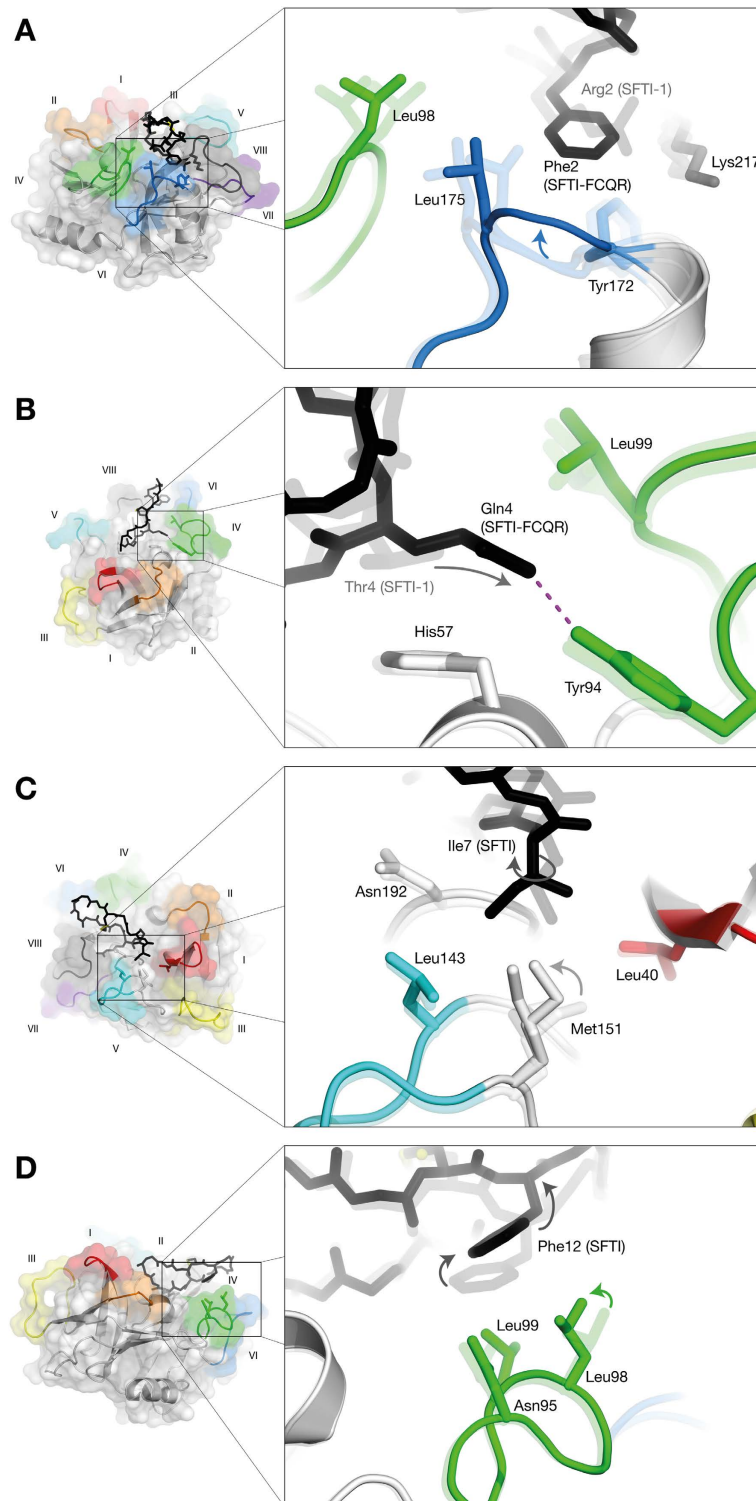 A
I
II
III
V
IV
VIII
VII
VI
Leu98
Arg2 (SFTI-1)
Phe2
(SFTI-FCQR)
Lys217
Leu175
Tyr172
B
VIII
VI
V
IV
III
II
I
Leu99
Gln4
(SFTI-FCQR)
Thr4 (SFTI-1)
His57
Tyr94
C
IV
VI
II
VIII
I
VII
III
V
Ile7 (SFTI)
Asn192
Leu143
Leu40
Met151
D
I
II
III
IV
VI
Phe12 (SFTI)
Leu99
Leu98
Asn95